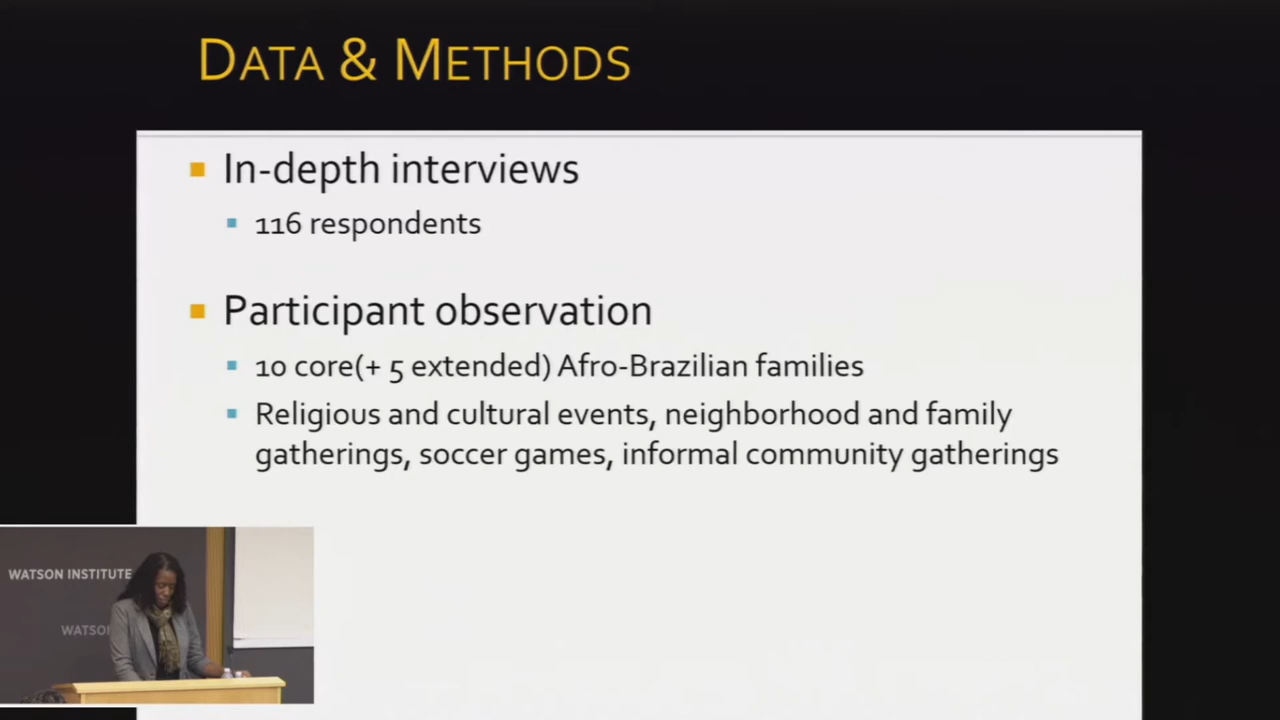 DATA & METHODS
In-depth interviews
116 respondents
Participant observation
10 core(+ 5 extended) Afro-Brazilian families
Religious and cultural events, neighborhood and family
gatherings, soccer games, informal community gatherings
WATSON INSTITUTE
WATSO